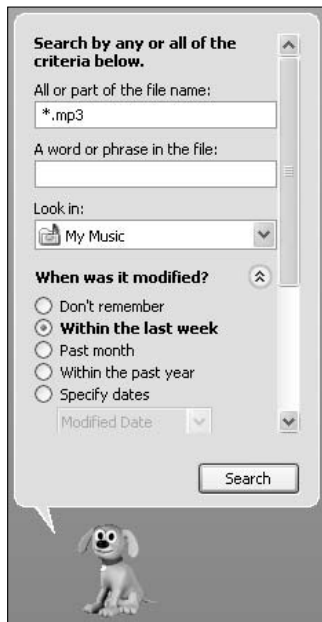 Search by any or all of the
criteria below.
All or part of the file name:
*.mp3
A word or phrase in the file:
Look in:
My Music
When was it modified?
Don't remember
Within the last week
Past month
Within the past year
Specify dates
Modified Date
Search